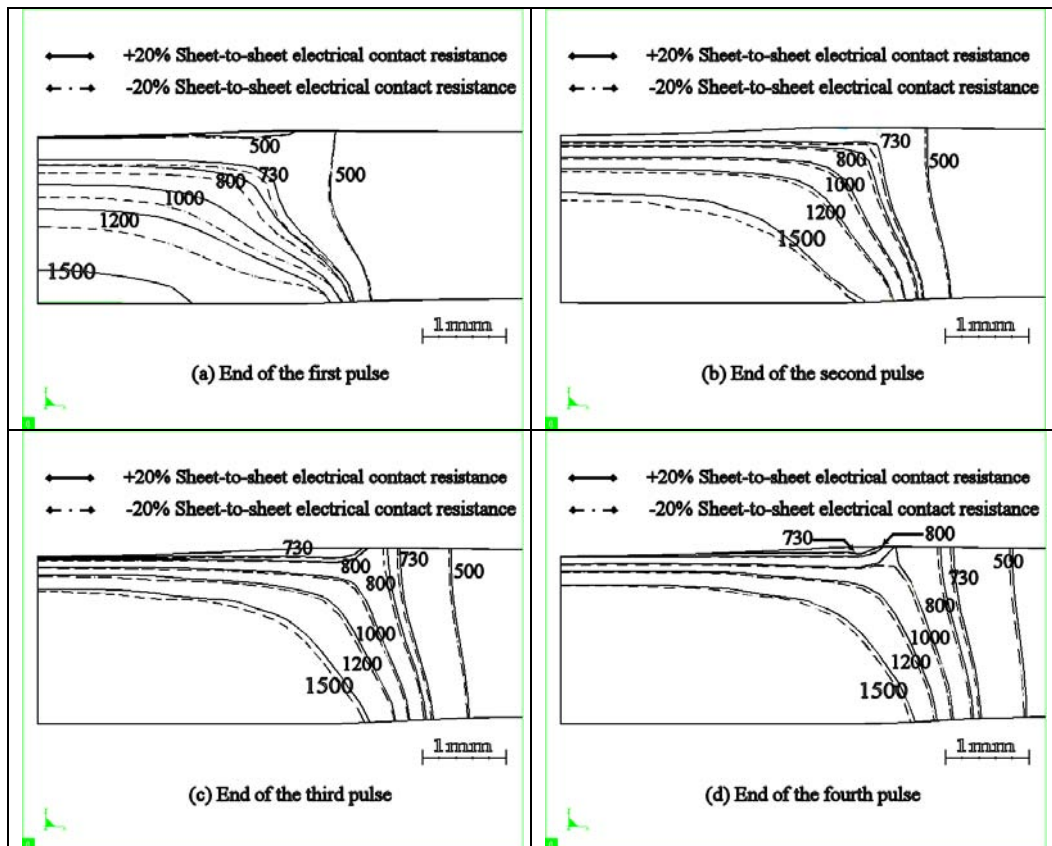 +20% Sheet-to-sheet electrical contact resistance
-20% Sheet-to-sheet electrical contact resistance
500
730
500
800
1000
1200
1500
1mm
(a) End of the first pulse
+20% Sheet-to-sheet electrical contact resistance
-20% Sheet-to-sheet electrical contact resistance
730
800
500
1000
1200
1500
1mm
(b) End of the second pulse
+20% Sheet-to-sheet electrical contact resistance
-20% Sheet-to-sheet electrical contact resistance
730
800
730
800
500
1000
1200
1500
1mm
(c) End of the third pulse
+20% Sheet-to-sheet electrical contact resistance
-20% Sheet-to-sheet electrical contact resistance
730
800
500
730
800
1000
1200
1500
1mm
(d) End of the fourth pulse